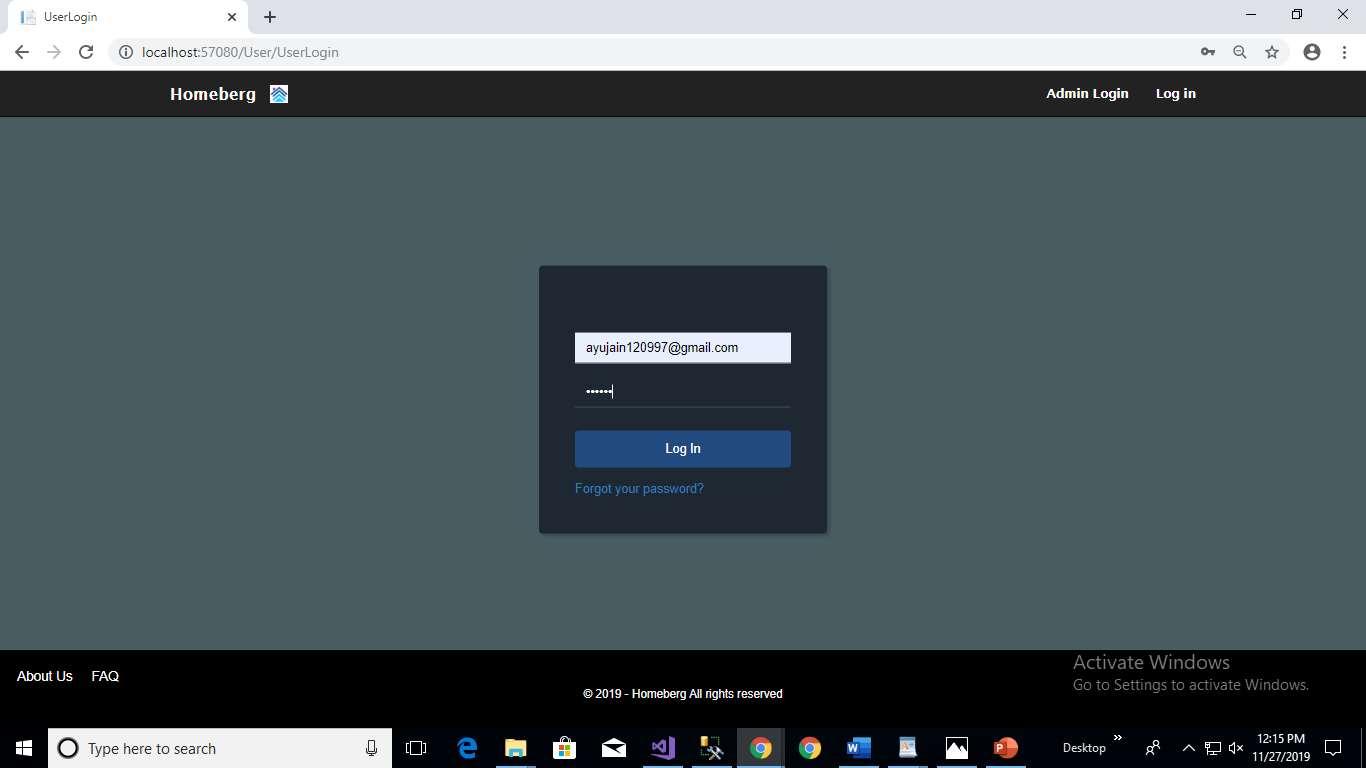 UserLogin
localhost:57080/User/UserLogin
Homeberg
Admin Login
Log in
ayujain120997@gmail.com
••••••
Log In
Forgot your password?
About Us
FAQ
© 2019 - Homeberg All rights reserved
Activate Windows
Go to Settings to activate Windows.
Type here to search
Desktop
12:15 PM
11/27/2019